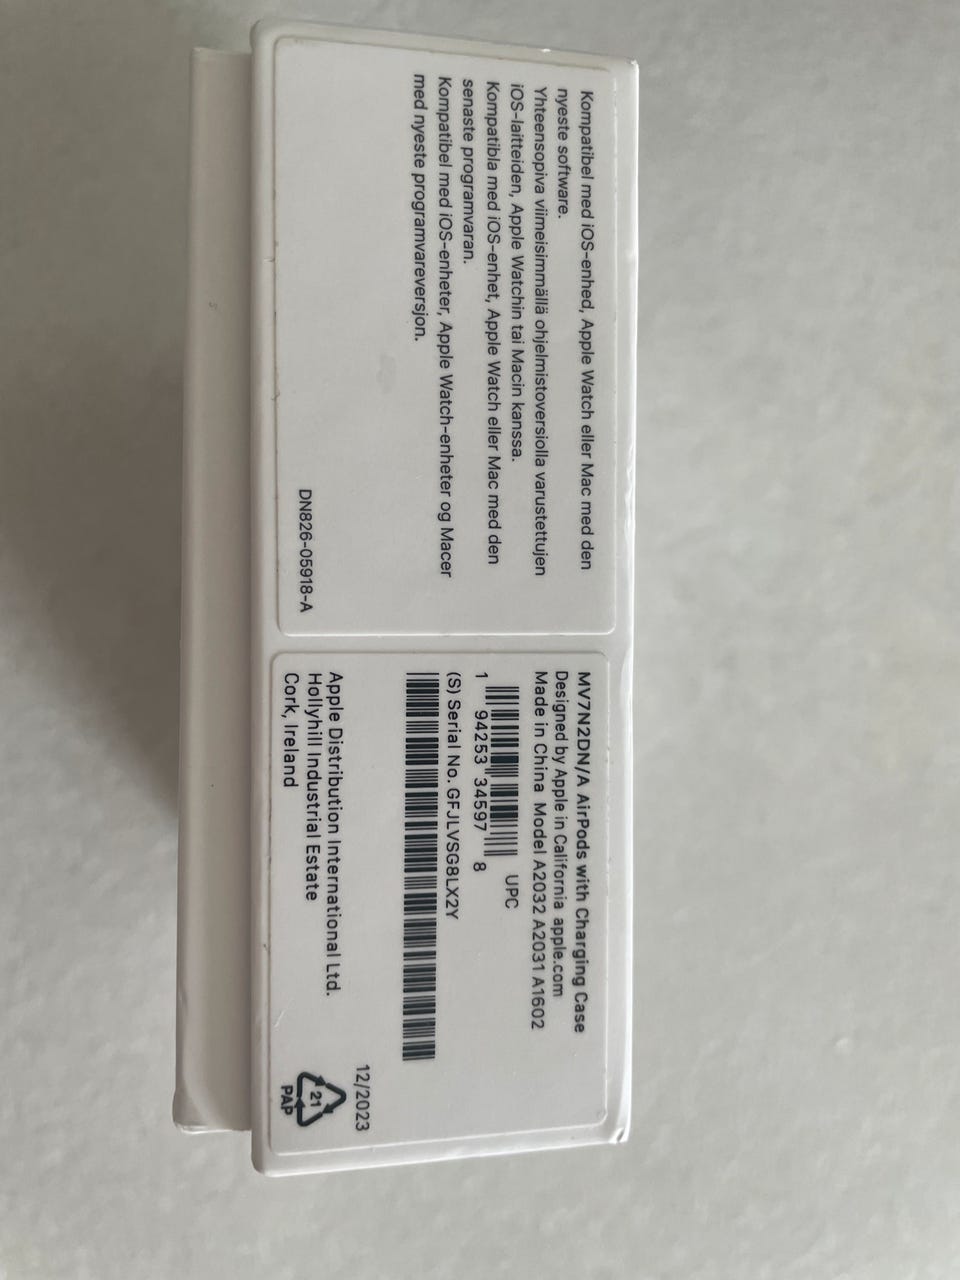 Kompatibel med iOS-enhed, Apple Watch eller Mac med den
nyeste software.
Yhteensopiva viimeisimmällä ohjelmistoversiolla varustettujen
iOS-laitteiden, Apple Watchin tai Macin kanssa.
Kompatibla med iOS-enhet, Apple Watch eller Mac med den
senaste programvaran.
Kompatibel med iOS-enheter, Apple Watch-enheter og Macer
med nyeste programvareversjon.
DN826-05918-A
MV7N2DN/A AirPods with Charging Case
Designed by Apple in California apple.com
Made in China Model A2032 A2031 A1602
UPC
1 94253 34597 8
(S) Serial No. GFJLVSG8LX2Y
12/2023
Apple Distribution International Ltd.
Hollyhill Industrial Estate
Cork, Ireland
21
PAP